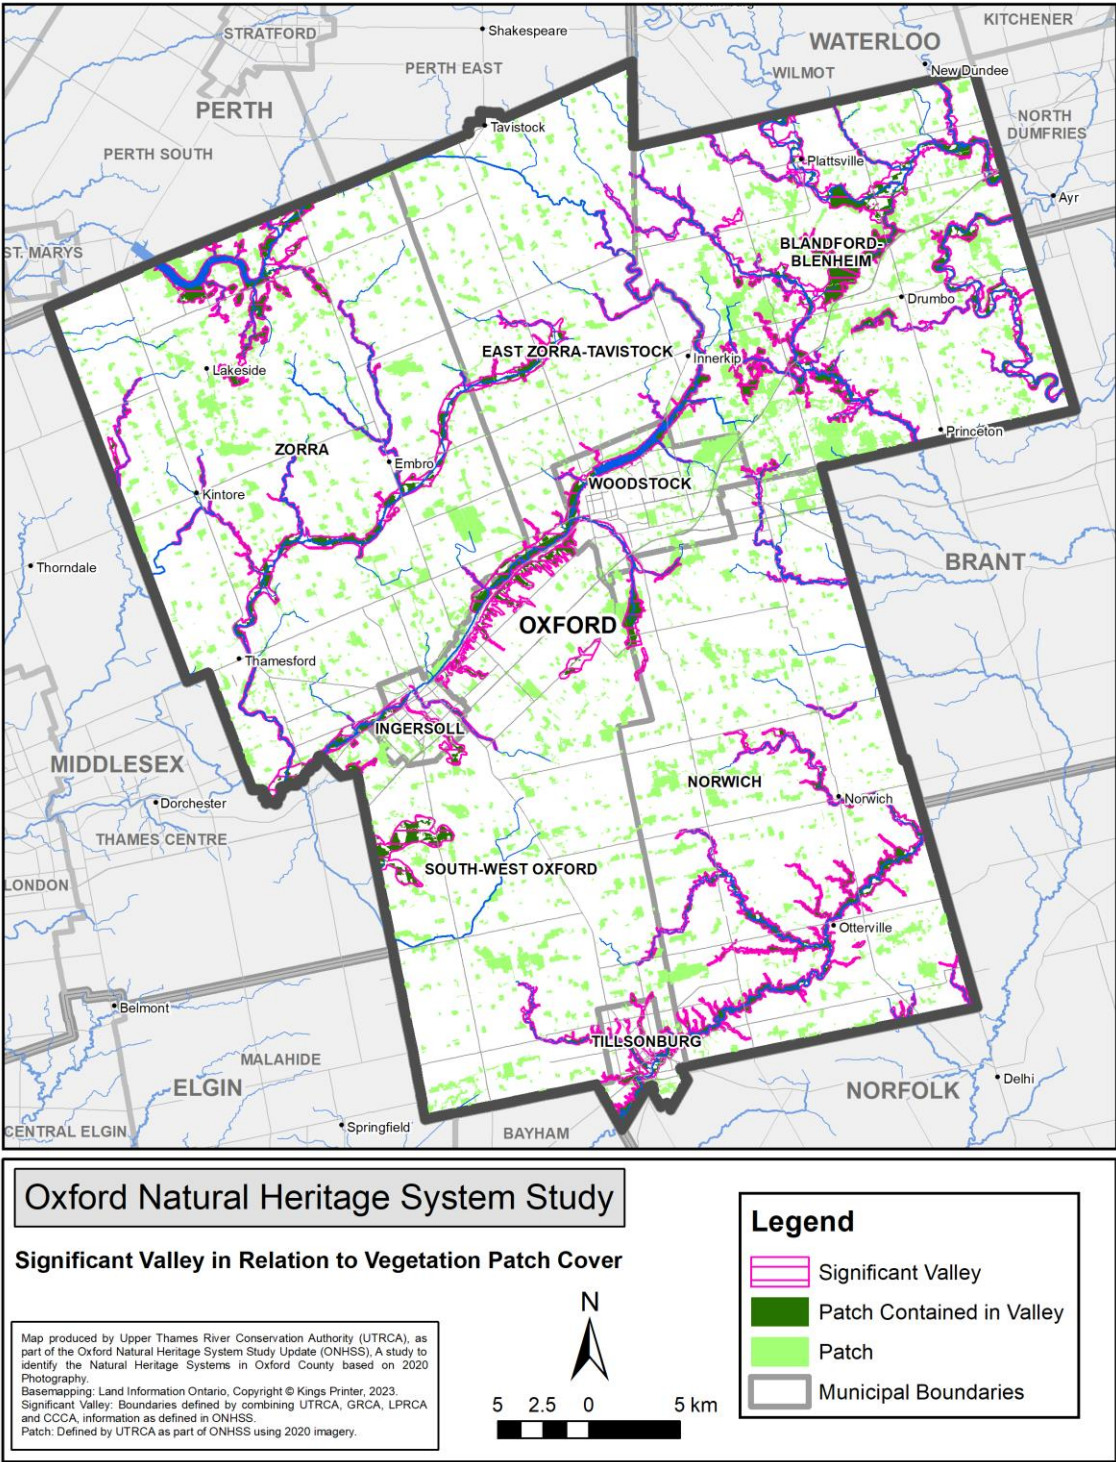 KITCHENER
STRATFORD
Shakespeare
WATERLOO
PERTH EAST
WILMOT
New Dundee
PERTH
NORTH
DUMFRIES
Tavistock
PERTH SOUTH
Plattsville
Ayr
ST. MARYS
BLANDFORD-
BLENHEIM
Drumbo
EAST ZORRA-TAVISTOCK
Innerkip
Lakeside
Princeton
ZORRA
Embro
WOODSTOCK
Kintore
BRANT
Thorndale
OXFORD
Thamesford
INGERSOLL
MIDDLESEX
NORWICH
Dorchester
Norwich
THAMES CENTRE
SOUTH-WEST OXFORD
LONDON
Otterville
Belmont
TILLSONBURG
MALAHIDE
ELGIN
NORFOLK
Delhi
CENTRAL ELGIN
Springfield
BAYHAM
Oxford Natural Heritage System Study
Significant Valley in Relation to Vegetation Patch Cover
Map produced by Upper Thames River Conservation Authority (UTRCA), as
part of the Oxford Natural Heritage System Study Update (ONHSS), A study to
identify the Natural Heritage Systems in Oxford County based on 2020
Photography.
Basemapping: Land Information Ontario, Copyright © Kings Printer, 2023.
Significant Valley: Boundaries defined by combining UTRCA, GRCA, LPRCA
and CCCA, information as defined in ONHSS.
Patch: Defined by UTRCA as part of ONHSS using 2020 imagery.
N
5 2.5 0 5 km
Legend
Significant Valley
Patch Contained in Valley
Patch
Municipal Boundaries